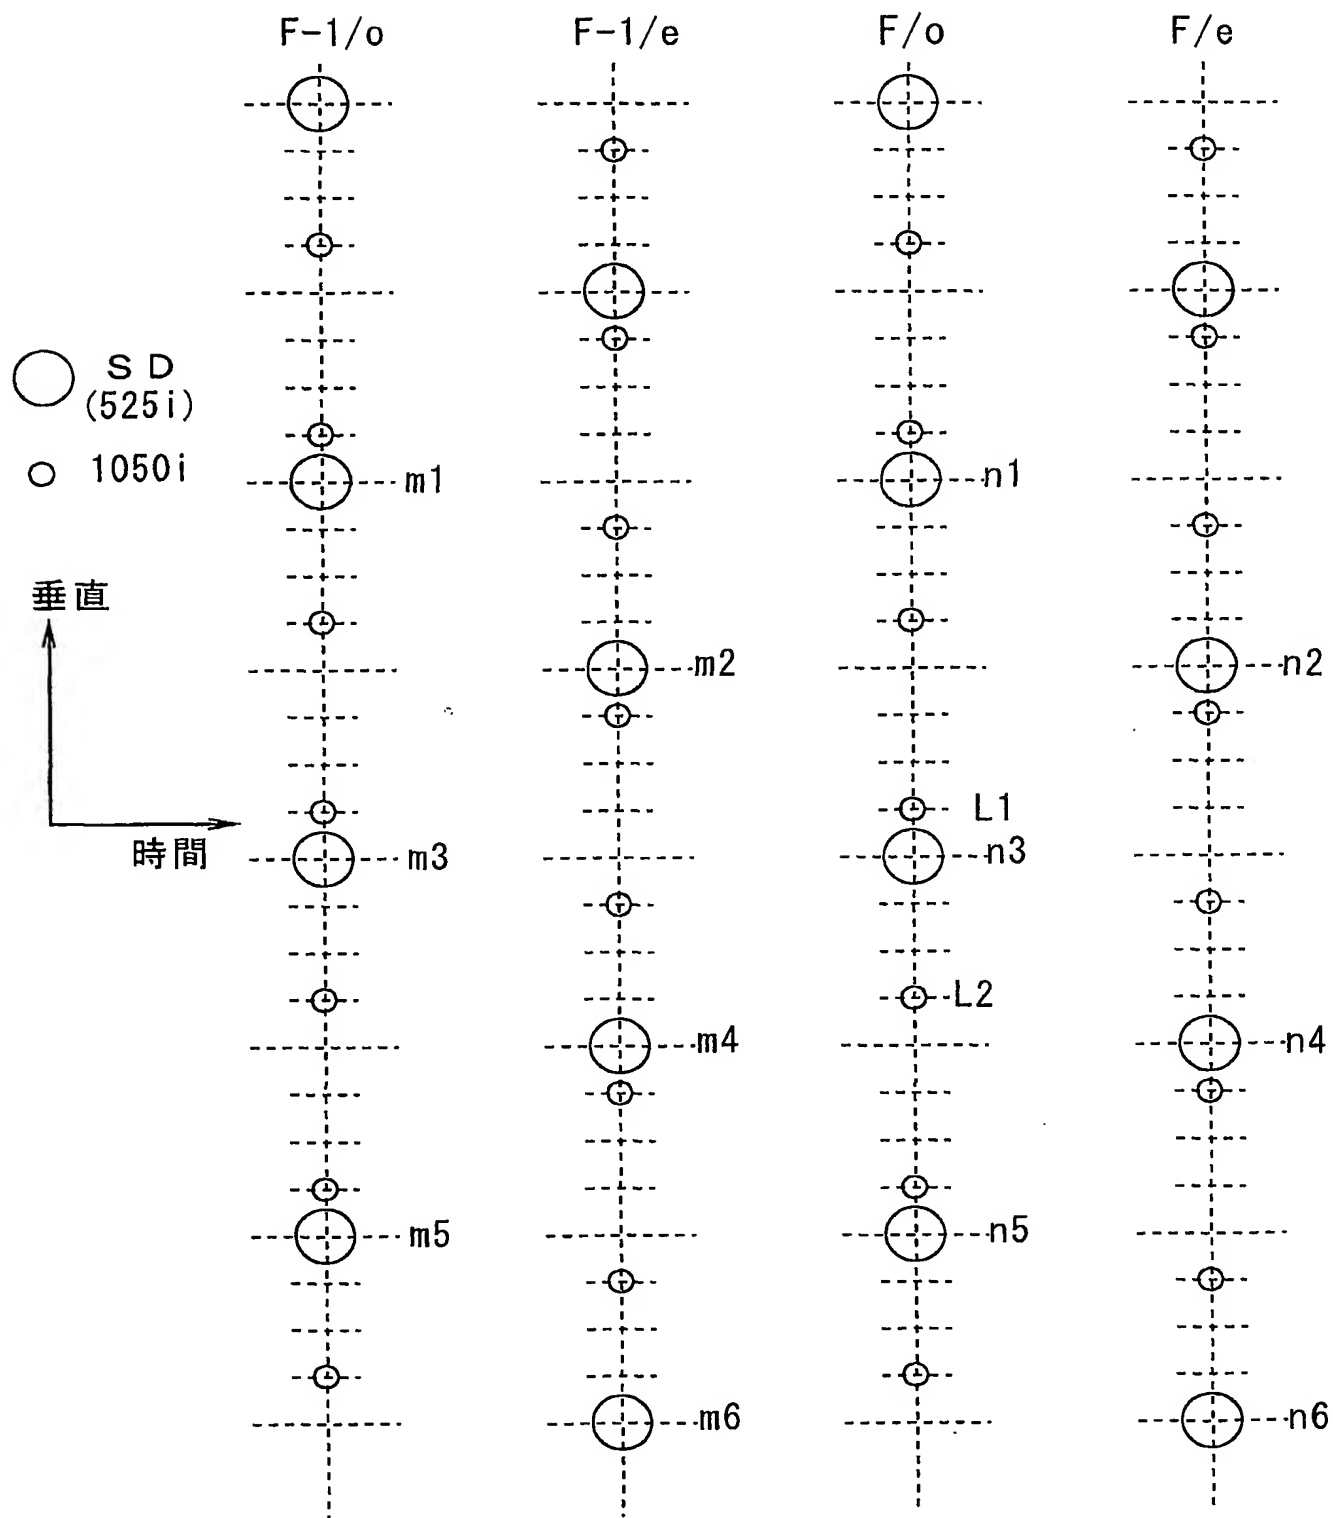 F-1/o F-1/e F/o F/e
SD
(525i)
1050i
m1 n1
垂直
m2 n2
L1
時間 m3 n3
L2
m4 n4
m5 n5
m6 n6